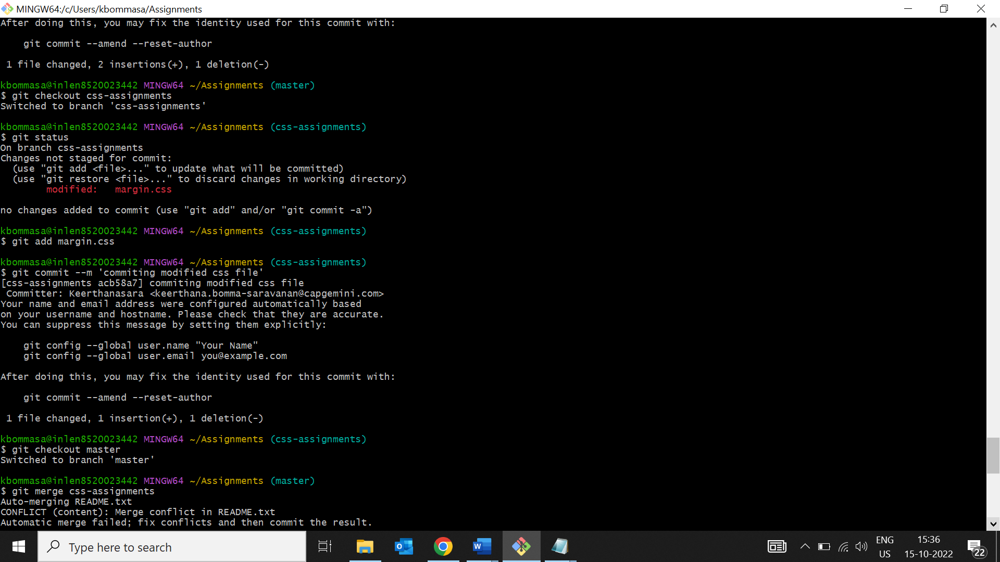 MINGW64:/c/Users/kbommasa/Assignments
After doing this, you may fix the identity used for this commit with:
    git commit --amend --reset-author
 1 file changed, 2 insertions(+), 1 deletion(-)
kbommasa@inlen8520023442 MINGW64 ~/Assignments (master)
$ git checkout css-assignments
Switched to branch 'css-assignments'
kbommasa@inlen8520023442 MINGW64 ~/Assignments (css-assignments)
$ git status
On branch css-assignments
Changes not staged for commit:
  (use "git add <file>..." to update what will be committed)
  (use "git restore <file>..." to discard changes in working directory)
        modified:   margin.css
no changes added to commit (use "git add" and/or "git commit -a")
kbommasa@inlen8520023442 MINGW64 ~/Assignments (css-assignments)
$ git add margin.css
kbommasa@inlen8520023442 MINGW64 ~/Assignments (css-assignments)
$ git commit --m 'commiting modified css file'
[css-assignments acb58a7] commiting modified css file
 Committer: Keerthanasara <keerthana.bomma-saravanan@capgemini.com>
Your name and email address were configured automatically based
on your username and hostname. Please check that they are accurate.
You can suppress this message by setting them explicitly:
    git config --global user.name "Your Name"
    git config --global user.email you@example.com
After doing this, you may fix the identity used for this commit with:
    git commit --amend --reset-author
 1 file changed, 1 insertion(+), 1 deletion(-)
kbommasa@inlen8520023442 MINGW64 ~/Assignments (css-assignments)
$ git checkout master
Switched to branch 'master'
kbommasa@inlen8520023442 MINGW64 ~/Assignments (master)
$ git merge css-assignments
Auto-merging README.txt
CONFLICT (content): Merge conflict in README.txt
Automatic merge failed; fix conflicts and then commit the result.
Type here to search
ENG
US
15:36
15-10-2022
22